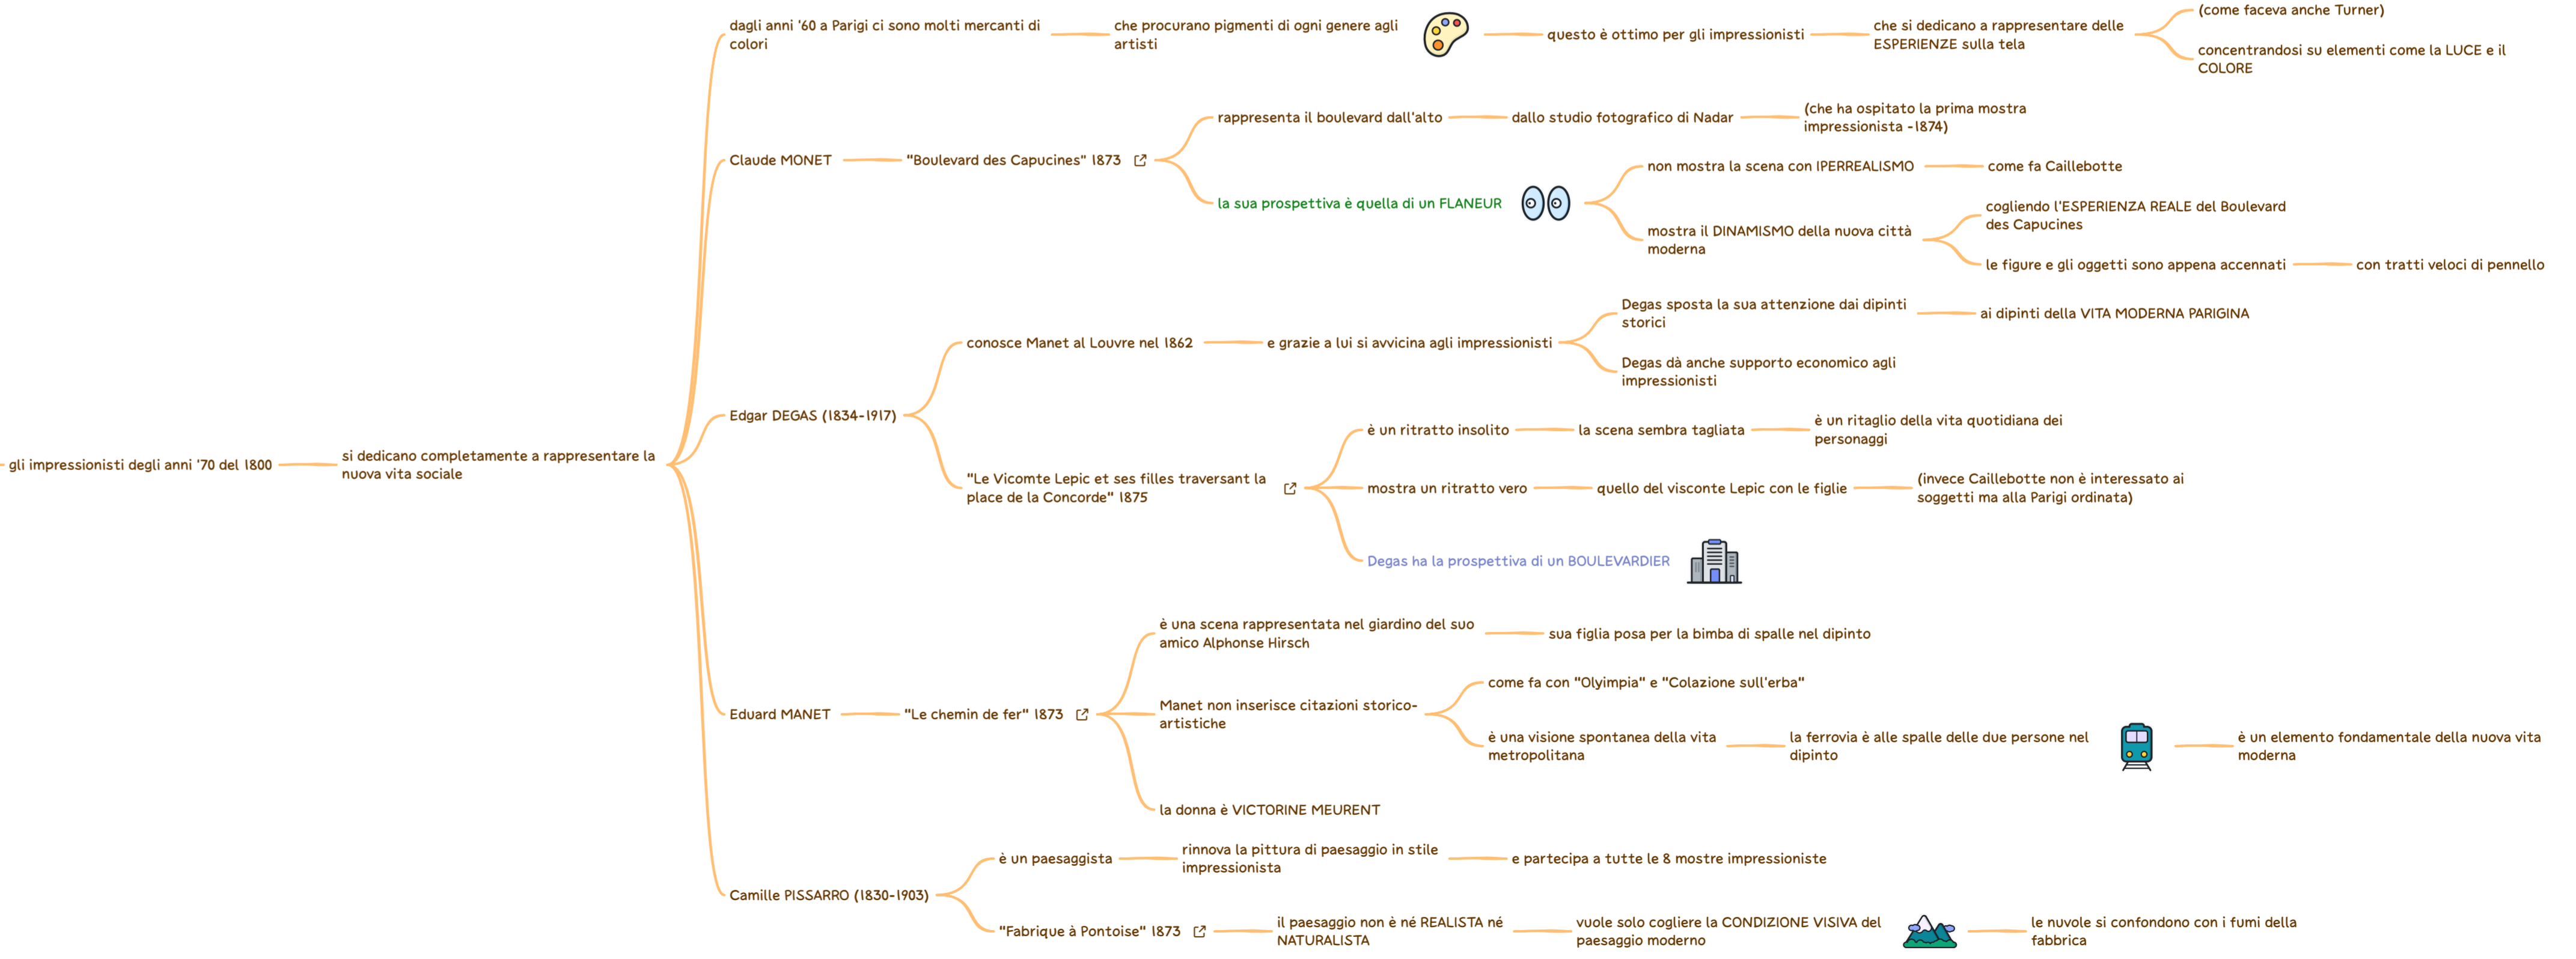 gli impressionisti degli anni '70 del 1800
si dedicano completamente a rappresentare la
nuova vita sociale
dagli anni '60 a Parigi ci sono molti mercanti di
colori
che procurano pigmenti di ogni genere agli
artisti
questo è ottimo per gli impressionisti
che si dedicano a rappresentare delle
ESPERIENZE sulla tela
(come faceva anche Turner)
concentrandosi su elementi come la LUCE e il
COLORE
Claude MONET
"Boulevard des Capucines" 1873
rappresenta il boulevard dall'alto
dallo studio fotografico di Nadar
(che ha ospitato la prima mostra
impressionista -1874)
la sua prospettiva è quella di un FLANEUR
non mostra la scena con IPERREALISMO
come fa Caillebotte
mostra il DINAMISMO della nuova città
moderna
cogliendo l'ESPERIENZA REALE del Boulevard
des Capucines
le figure e gli oggetti sono appena accennati
con tratti veloci di pennello
Edgar DEGAS (1834-1917)
conosce Manet al Louvre nel 1862
e grazie a lui si avvicina agli impressionisti
Degas sposta la sua attenzione dai dipinti
storici
ai dipinti della VITA MODERNA PARIGINA
Degas dà anche supporto economico agli
impressionisti
"Le Vicomte Lepic et ses filles traversant la
place de la Concorde" 1875
è un ritratto insolito
la scena sembra tagliata
è un ritaglio della vita quotidiana dei
personaggi
mostra un ritratto vero
quello del visconte Lepic con le figlie
(invece Caillebotte non è interessato ai
soggetti ma alla Parigi ordinata)
Degas ha la prospettiva di un BOULEVARDIER
Eduard MANET
"Le chemin de fer" 1873
è una scena rappresentata nel giardino del suo
amico Alphonse Hirsch
sua figlia posa per la bimba di spalle nel dipinto
Manet non inserisce citazioni storico-
artistiche
come fa con "Olyimpia" e "Colazione sull'erba"
è una visione spontanea della vita
metropolitana
la ferrovia è alle spalle delle due persone nel
dipinto
è un elemento fondamentale della nuova vita
moderna
la donna è VICTORINE MEURENT
Camille PISSARRO (1830-1903)
è un paesaggista
rinnova la pittura di paesaggio in stile
impressionista
e partecipa a tutte le 8 mostre impressioniste
"Fabrique à Pontoise" 1873
il paesaggio non è né REALISTA né
NATURALISTA
vuole solo cogliere la CONDIZIONE VISIVA del
paesaggio moderno
le nuvole si confondono con i fumi della
fabbrica